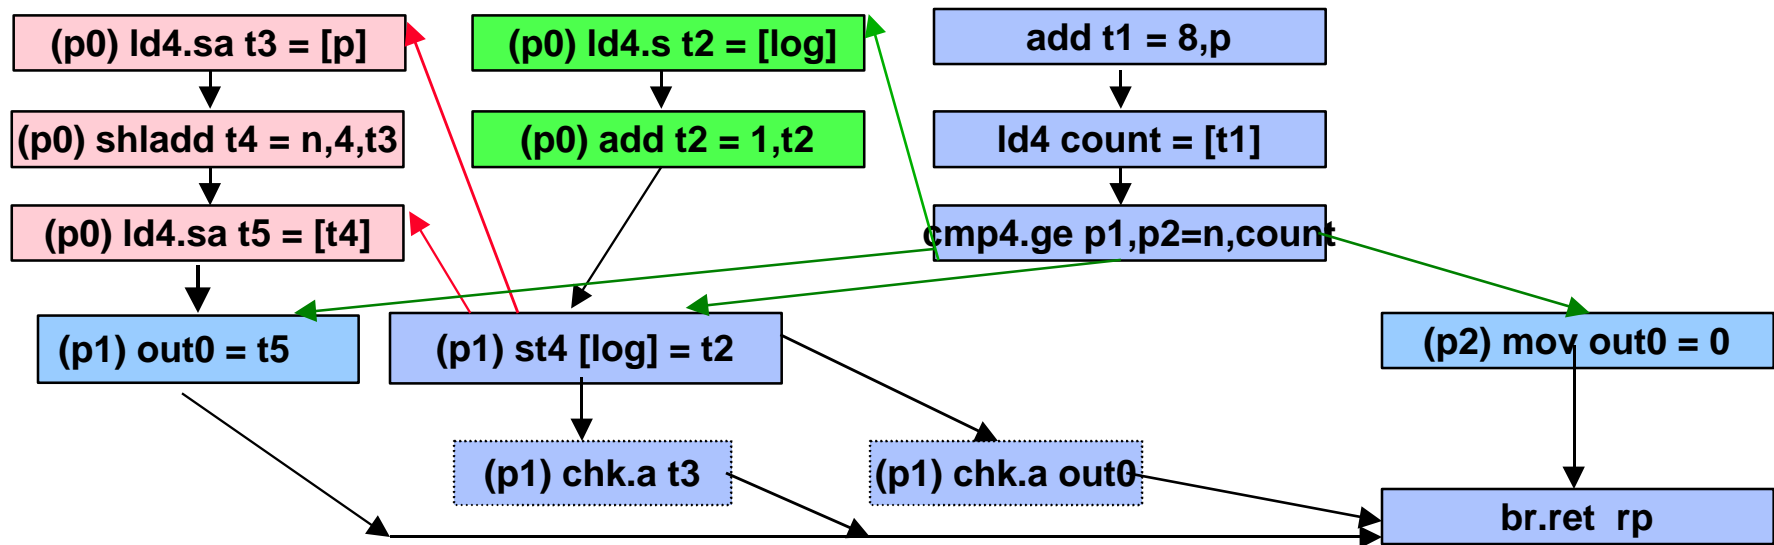 (p0) ld4.sa t3 = [p]
(p0) ld4.s t2 = [log]
add t1 = 8,p
(p0) shladd t4 = n,4,t3
(p0) add t2 = 1,t2
ld4 count = [t1]
(p0) ld4.sa t5 = [t4]
cmp4.ge p1,p2=n,count
(p1) out0 = t5
(p1) st4 [log] = t2
(p2) mov out0 = 0
(p1) chk.a t3
(p1) chk.a out0
br.ret rp